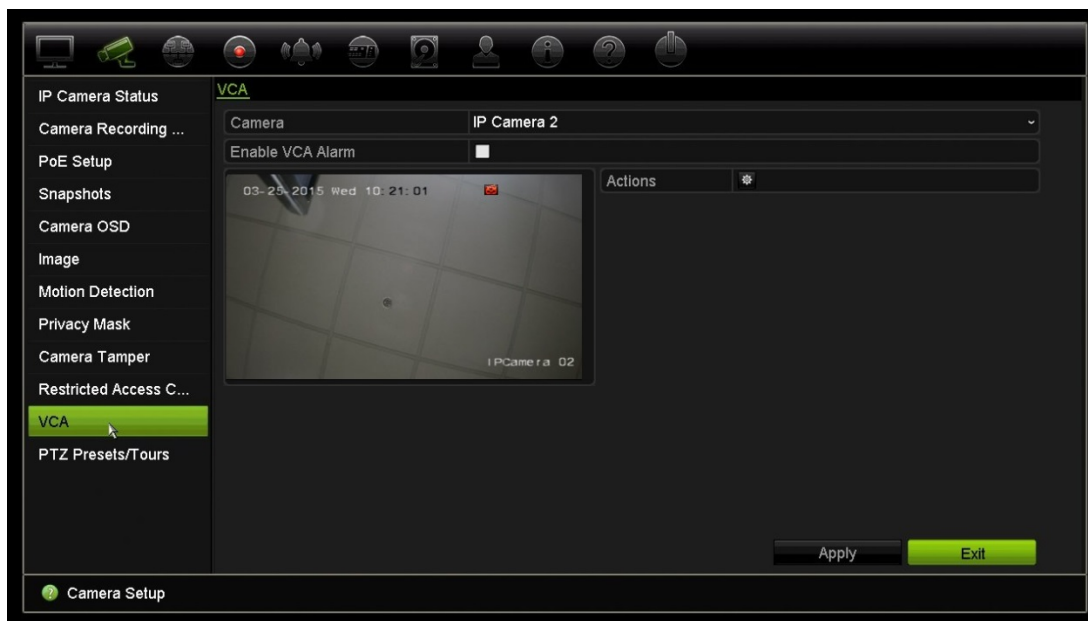 VCA
IP Camera Status
Camera Recording ...
PoE Setup
Snapshots
Camera OSD
Image
Motion Detection
Privacy Mask
Camera Tamper
Restricted Access C...
VCA
PTZ Presets/Tours
Camera IP Camera 2
Enable VCA Alarm
03-25-2015 Wed 10:21:01
IPCamera 02
Actions
Apply Exit
Camera Setup